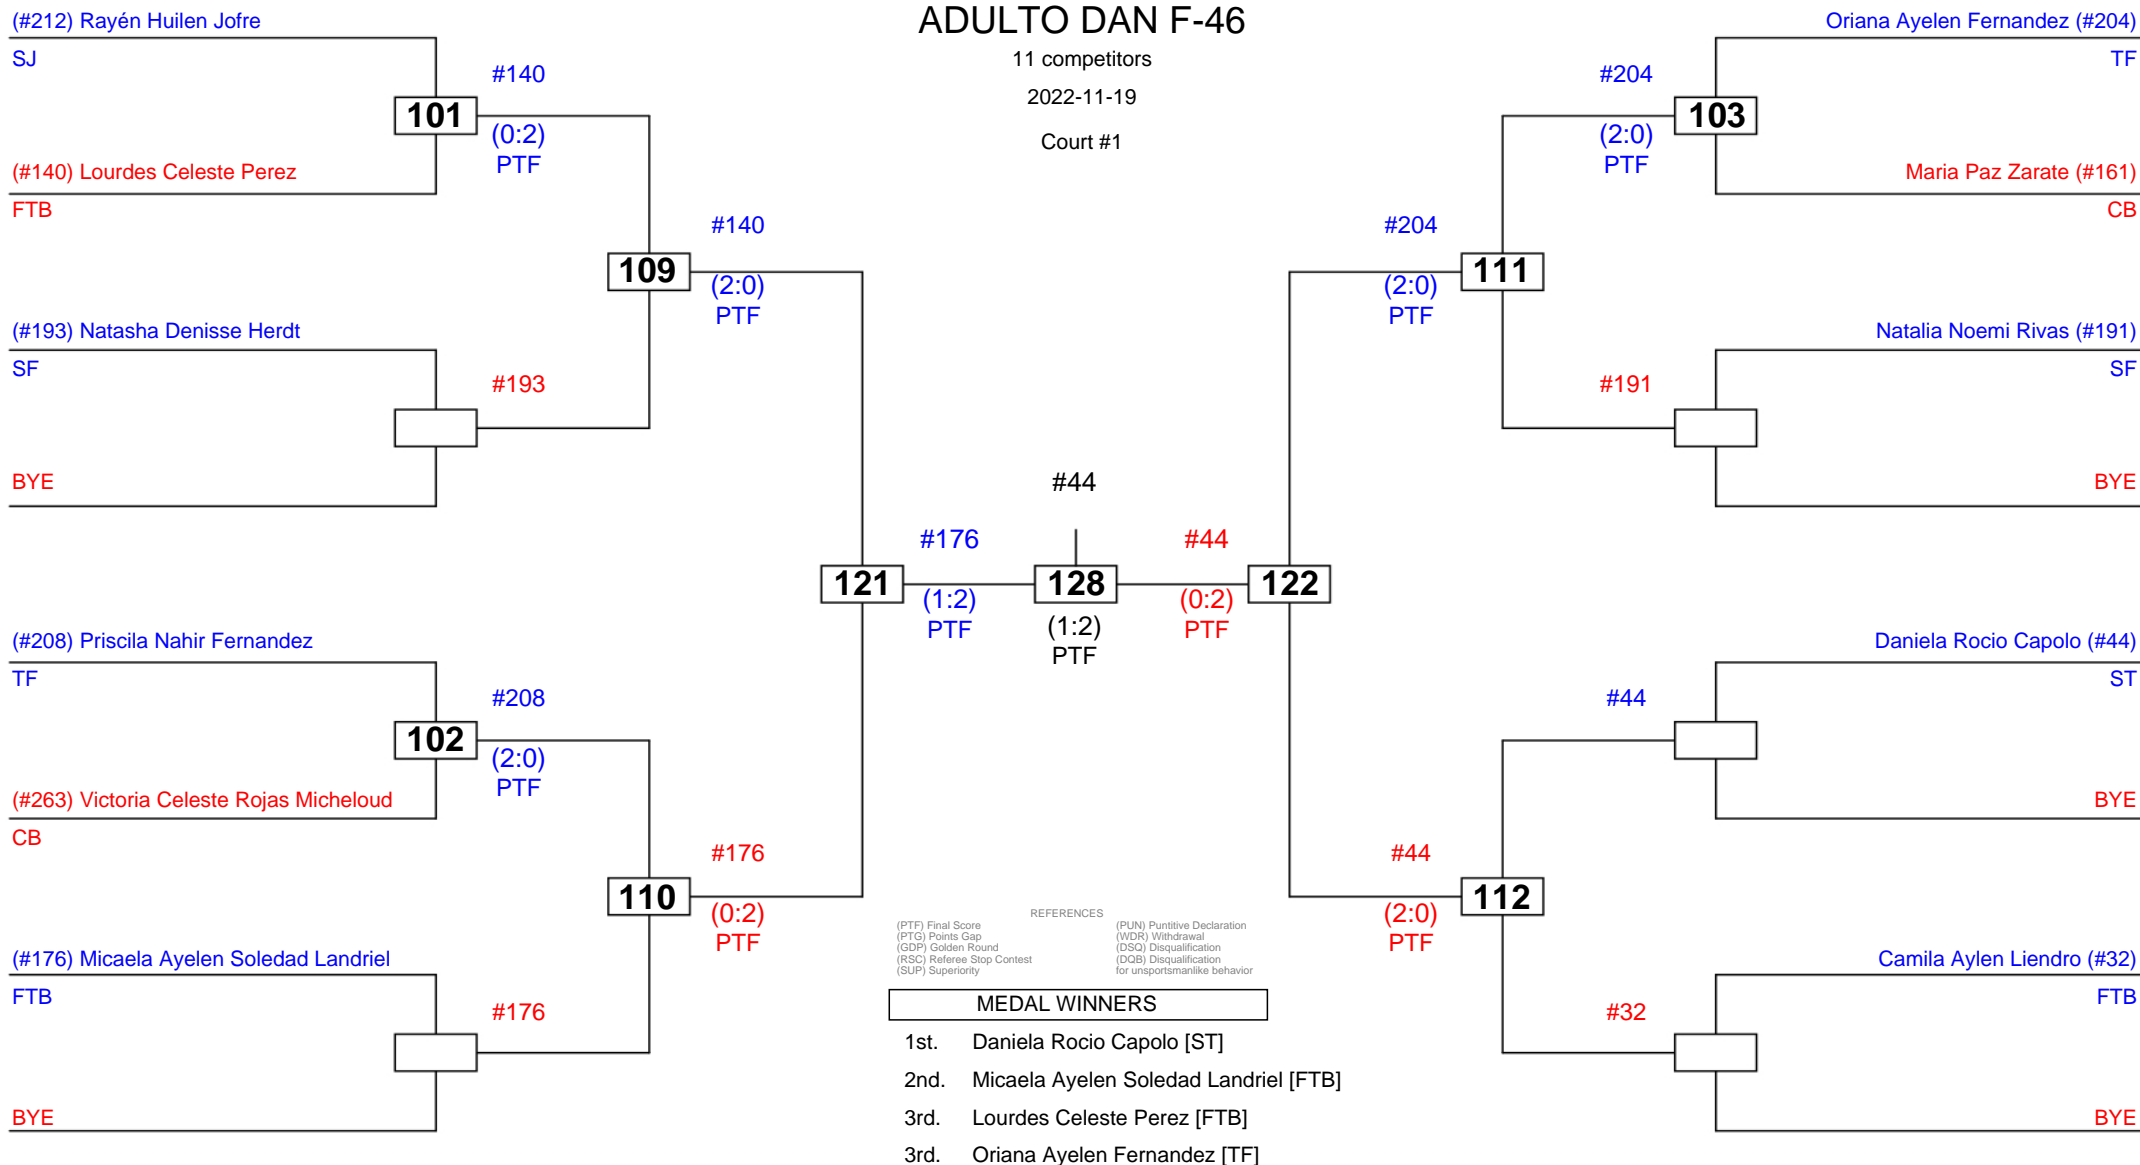 ADULTO DAN F-46
11 competitors
2022-11-19
Court #1
(#212) Rayén Huilen Jofre
SJ
#140
101
(0:2)
PTF
(#140) Lourdes Celeste Perez
FTB
#140
109
(2:0)
PTF
(#193) Natasha Denisse Herdt
SF
#193
BYE
#176
121
(1:2)
PTF
(#208) Priscila Nahir Fernandez
TF
#208
102
(2:0)
PTF
(#263) Victoria Celeste Rojas Micheloud
CB
#176
110
(0:2)
PTF
(#176) Micaela Ayelen Soledad Landriel
FTB
#176
BYE
#44
128
(1:2)
PTF
Oriana Ayelen Fernandez (#204)
TF
#204
103
(2:0)
PTF
Maria Paz Zarate (#161)
CB
#204
111
(2:0)
PTF
Natalia Noemi Rivas (#191)
SF
#191
BYE
#44
122
(0:2)
PTF
Daniela Rocio Capolo (#44)
ST
#44
BYE
#44
112
(2:0)
PTF
Camila Aylen Liendro (#32)
FTB
#32
BYE
REFERENCES
(PTF) Final Score
(PTG) Points Gap
(GDP) Golden Round
(RSC) Referee Stop Contest
(SUP) Superiority
(PUN) Puntitive Declaration
(WDR) Withdrawal
(DSQ) Disqualification
(DQB) Disqualification
for unsportsmanlike behavior
MEDAL WINNERS
1st. Daniela Rocio Capolo [ST]
2nd. Micaela Ayelen Soledad Landriel [FTB]
3rd. Lourdes Celeste Perez [FTB]
3rd. Oriana Ayelen Fernandez [TF]